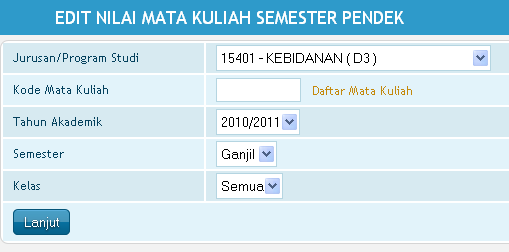 EDIT NILAI MATA KULIAH SEMESTER PENDEK
Jurusan/Program Studi 15401 - KEBIDANAN ( D3 )
Kode Mata Kuliah Daftar Mata Kuliah
Tahun Akademik 2010/2011
Semester Ganjil
Kelas Semua
Lanjut